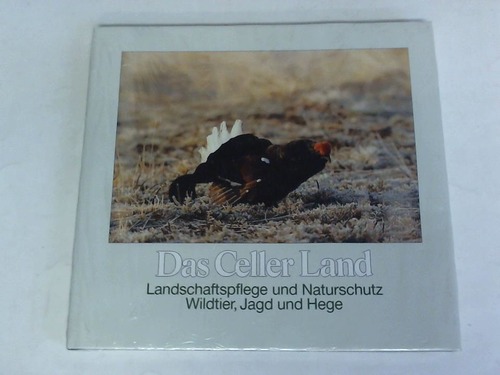 Das Celler Land
Landschaftspflege und Naturschutz
Wildtier, Jagd und Hege